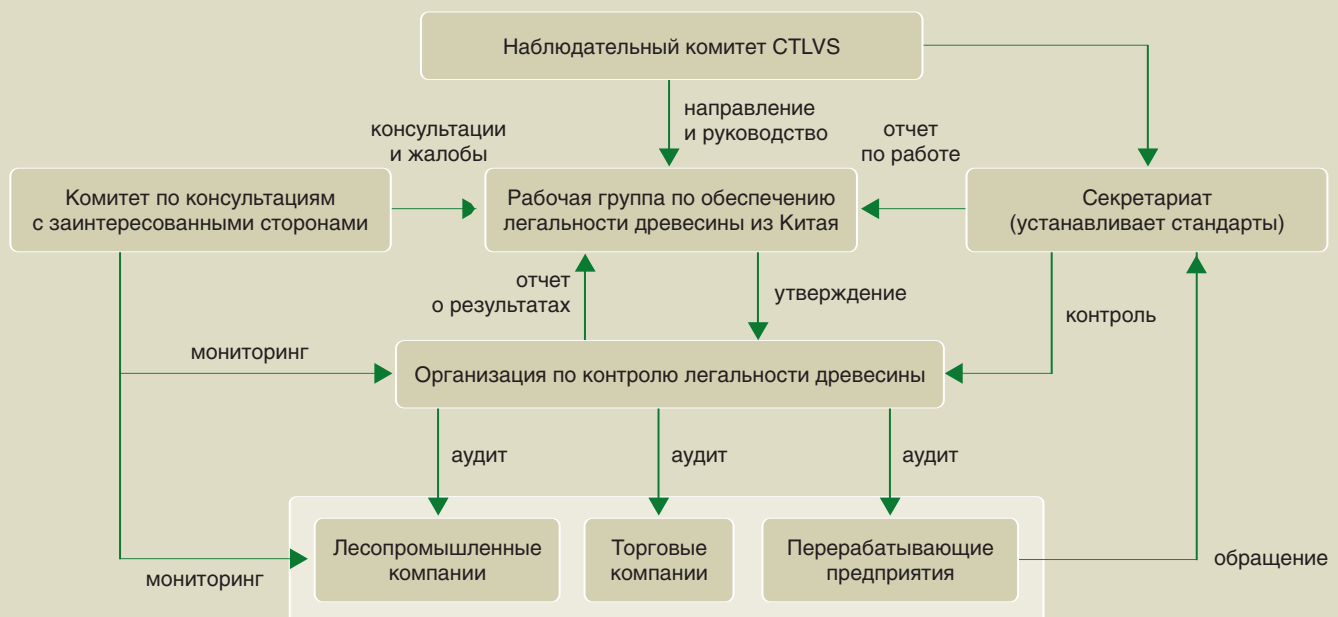 Наблюдательный комитет CTLVS
направление
и руководство
консультации
и жалобы
отчет
по работе
Комитет по консультациям
с заинтересованными сторонами
Рабочая группа по обеспечению
легальности древесины из Китая
Секретариат
(устанавливает стандарты)
отчет
о результатах
утверждение
контроль
мониторинг
Организация по контролю легальности древесины
аудит
аудит
аудит
Лесопромышленные
компании
Торговые
компании
Перерабатывающие
предприятия
мониторинг
обращение